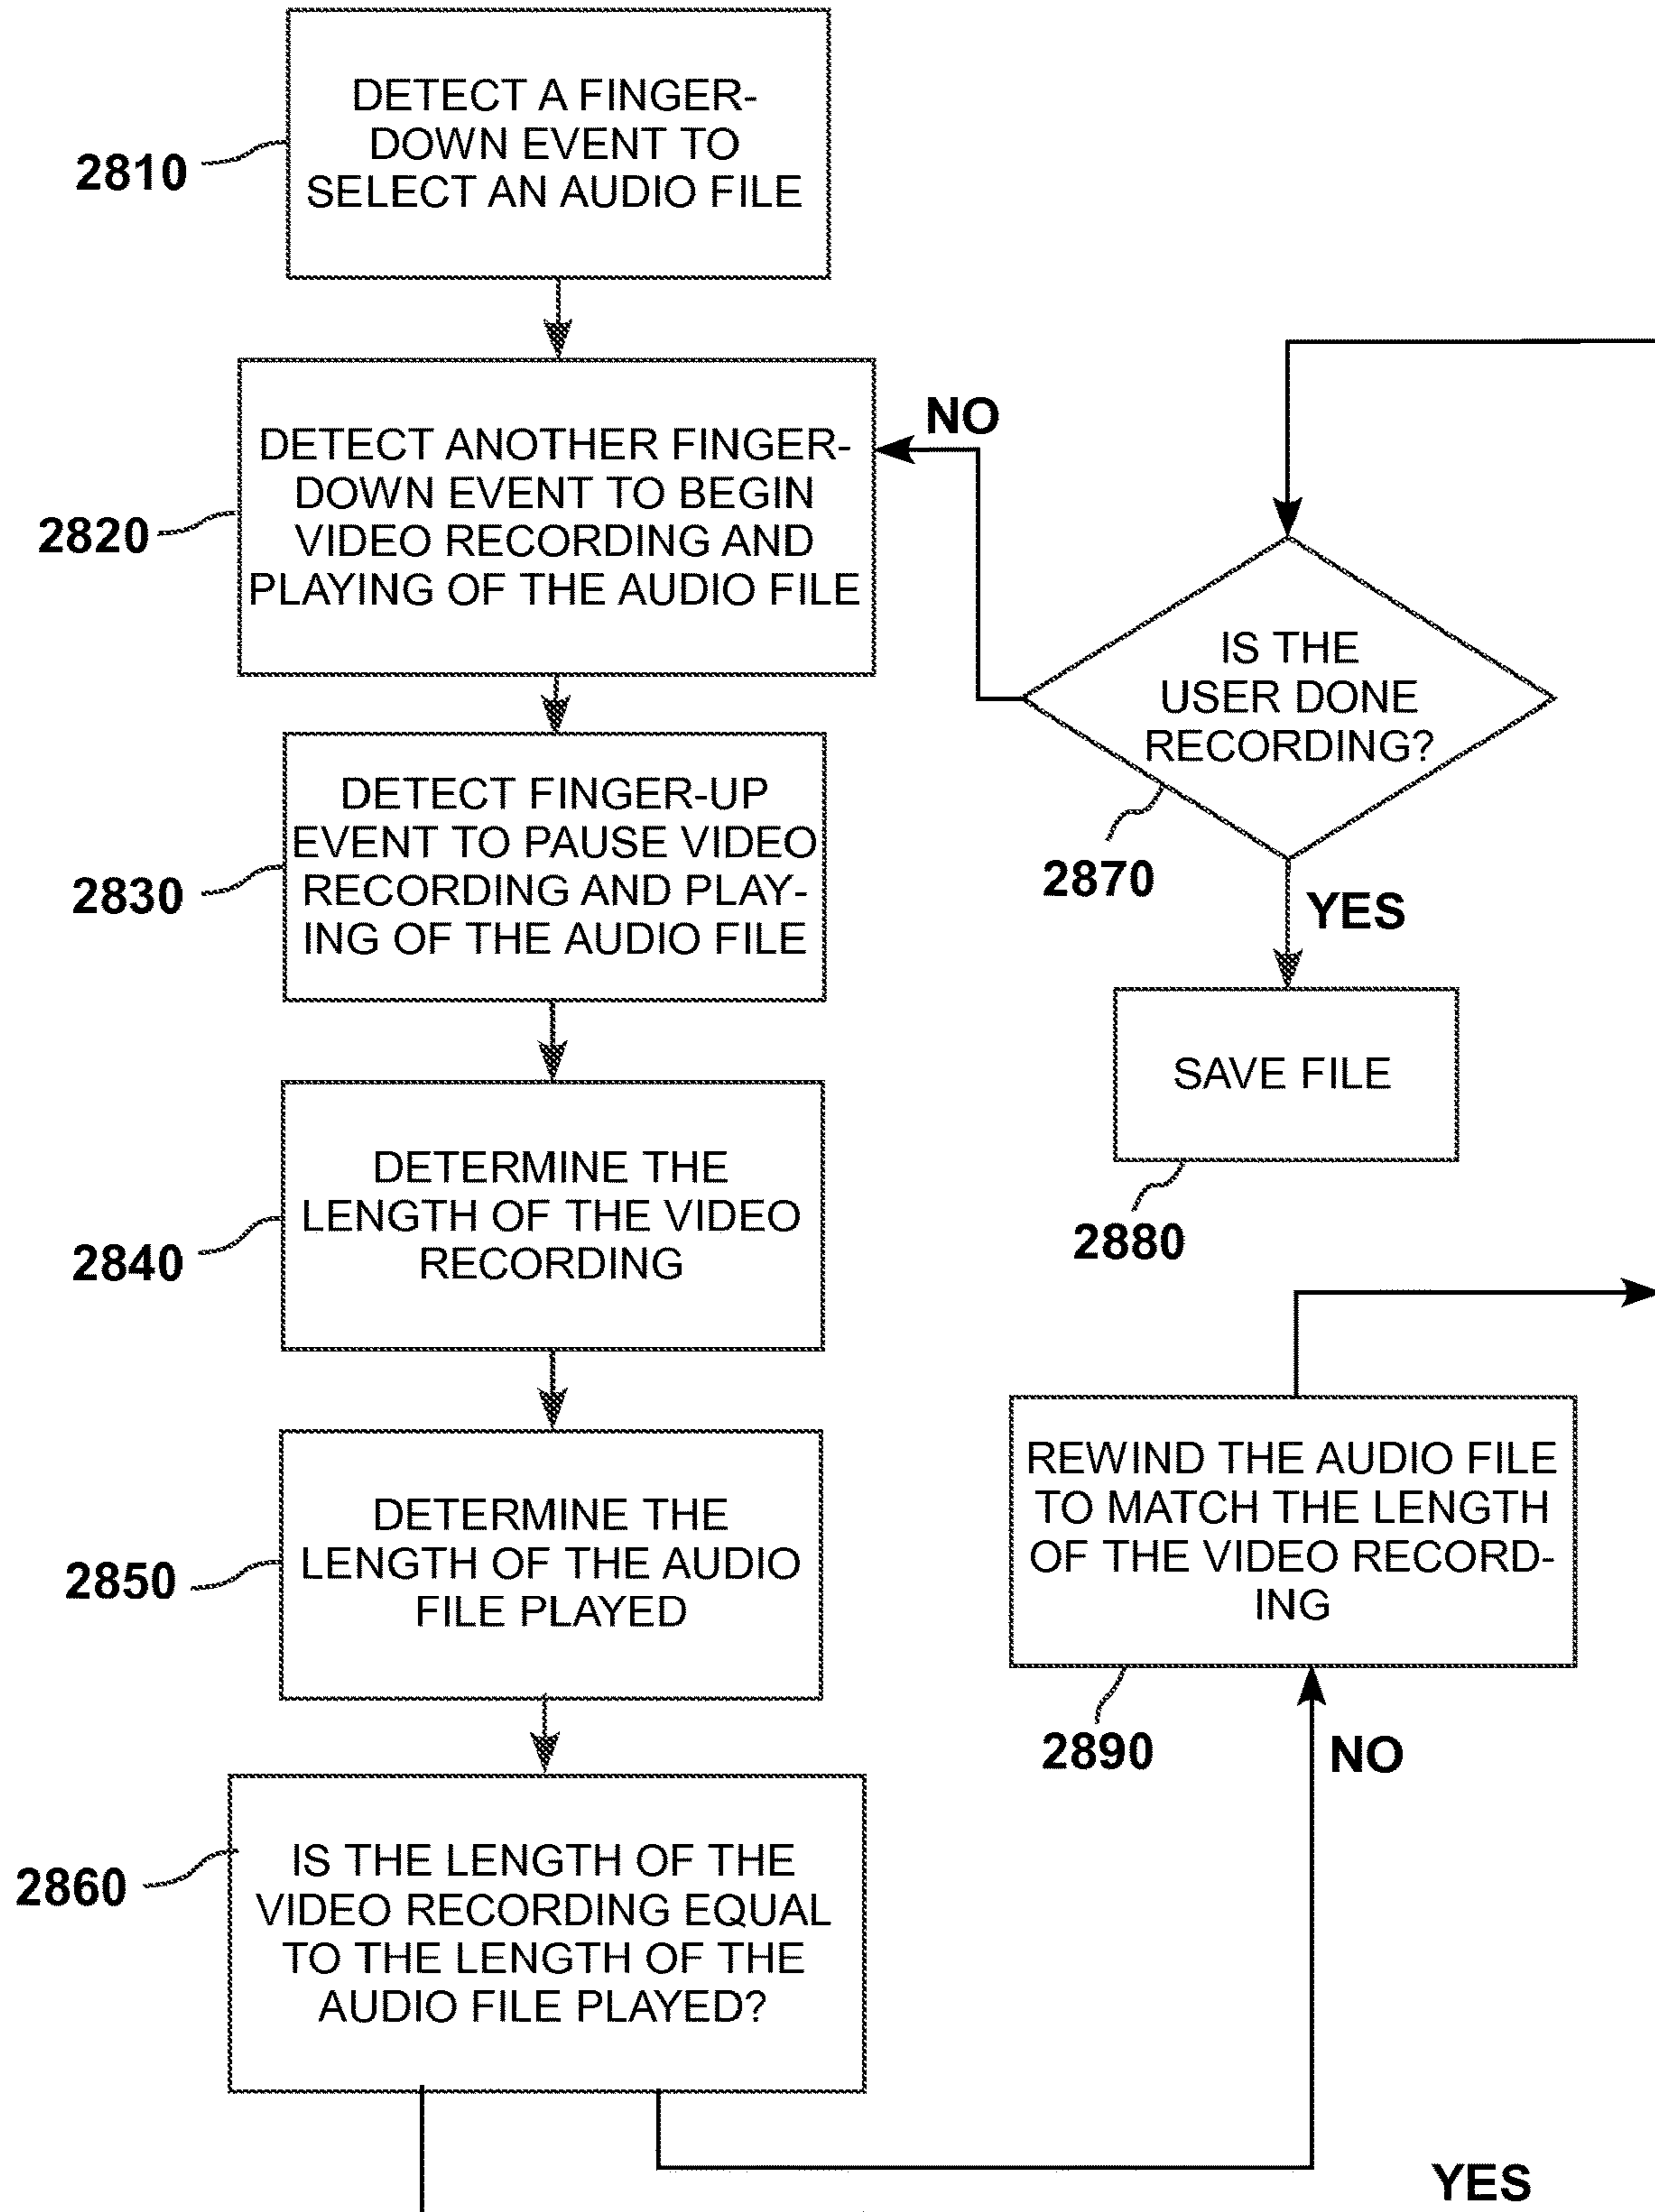 2810
DETECT A FINGER-
DOWN EVENT TO
SELECT AN AUDIO FILE
2820
DETECT ANOTHER FINGER-
DOWN EVENT TO BEGIN
VIDEO RECORDING AND
PLAYING OF THE AUDIO FILE
2830
DETECT FINGER-UP
EVENT TO PAUSE VIDEO
RECORDING AND PLAY-
ING OF THE AUDIO FILE
2840
DETERMINE THE
LENGTH OF THE VIDEO
RECORDING
2850
DETERMINE THE
LENGTH OF THE AUDIO
FILE PLAYED
2860
IS THE LENGTH OF THE
VIDEO RECORDING EQUAL
TO THE LENGTH OF THE
AUDIO FILE PLAYED?
NO
IS THE
USER DONE
RECORDING?
2870
YES
SAVE FILE
2880
REWIND THE AUDIO FILE
TO MATCH THE LENGTH
OF THE VIDEO RECORD-
ING
2890
NO
YES